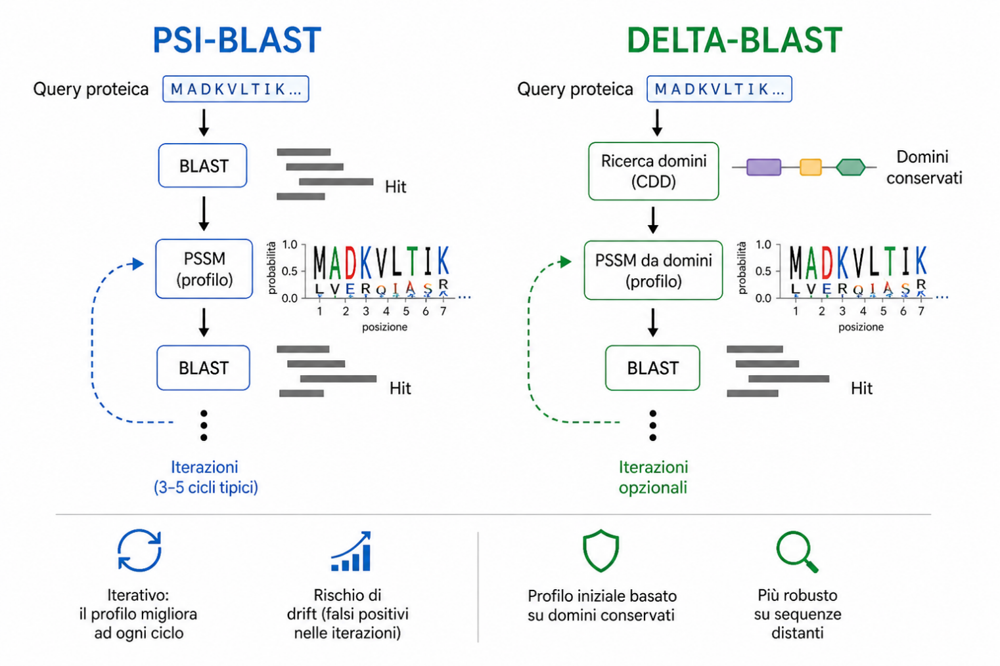 PSI-BLAST
Query proteica
MADKVLTIK...
BLAST
Hit
PSSM
(profilo)
probabilità
1.0
0.5
0.0
M A D K V L T I K
L V E R Q I A S R
...
1 2 3 4 5 6 7
posizione
BLAST
Hit
Iterazioni
(3–5 cicli tipici)
DELTA-BLAST
Query proteica
MADKVLTIK...
Ricerca domini
(CDD)
Domini
conservati
PSSM da domini
(profilo)
probabilità
1.0
0.5
0.0
M A D K V L T I K
L V E R Q I A S R
...
1 2 3 4 5 6 7
posizione
BLAST
Hit
Iterazioni
opzionali
Iterativo:
il profilo migliora
ad ogni ciclo
Rischio di
drift (falsi positivi
nelle iterazioni)
Profilo iniziale basato
su domini conservati
Più robusto
su sequenze
distanti